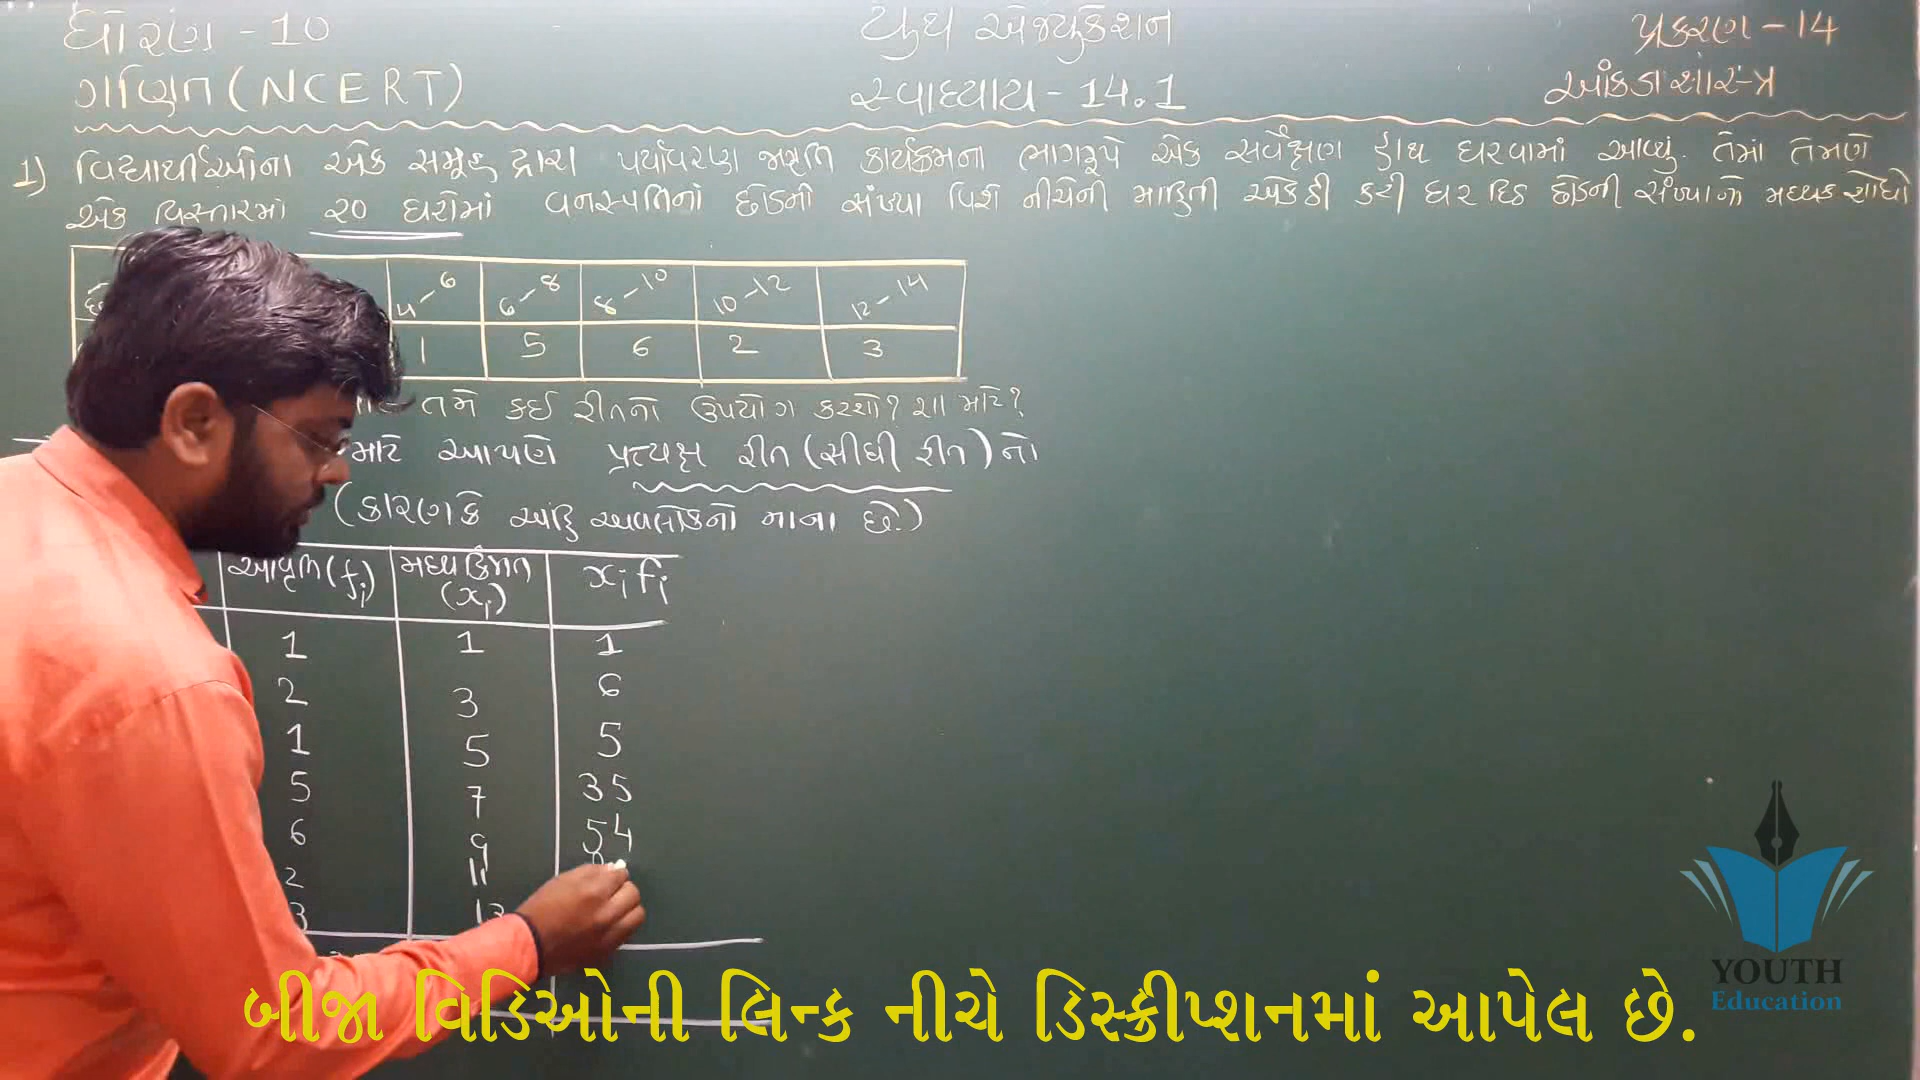 ધોરણ - 10
યુથ એજ્યુકેશન
પ્રકરણ - 14
ગણિત (NCERT)
સ્વાધ્યાય - 14.1
આંકડાશાસ્ત્ર
1) વિદ્યાર્થીઓના એક સમૂહ દ્વારા પર્યાવરણ જાગૃતિ કાર્યક્રમના ભાગરૂપે એક સર્વેક્ષણ હાથ ધરવામાં આવ્યું. તેમાં તેમણે
એક વિસ્તારમાં ૨૦ ઘરોમાં વનસ્પતિનાં છોડની સંખ્યા વિશે નીચેની માહિતી એકઠી કરી ઘર દિઠ છોડની સંખ્યાનો મધ્યક શોધો
4-6 6-8 8-10 10-12 12-14
1 5 6 2 3
તમે કઈ રીતનો ઉપયોગ કરશો? શા માટે?
માટે આપણે પ્રત્યક્ષ રીત (સીધી રીત) નો
(કારણકે અહિ અવલોકનો નાના છે.)
આવૃત્તિ (fi) મધ્યકિંમત (xi) xifi
1 1 1
2 3 6
1 5 5
5 7 35
6 9 54
2 11
3 13
બીજા વિડિઓની લિન્ક નીચે ડિસ્ક્રીપ્શનમાં આપેલ છે.
YOUTH
Education